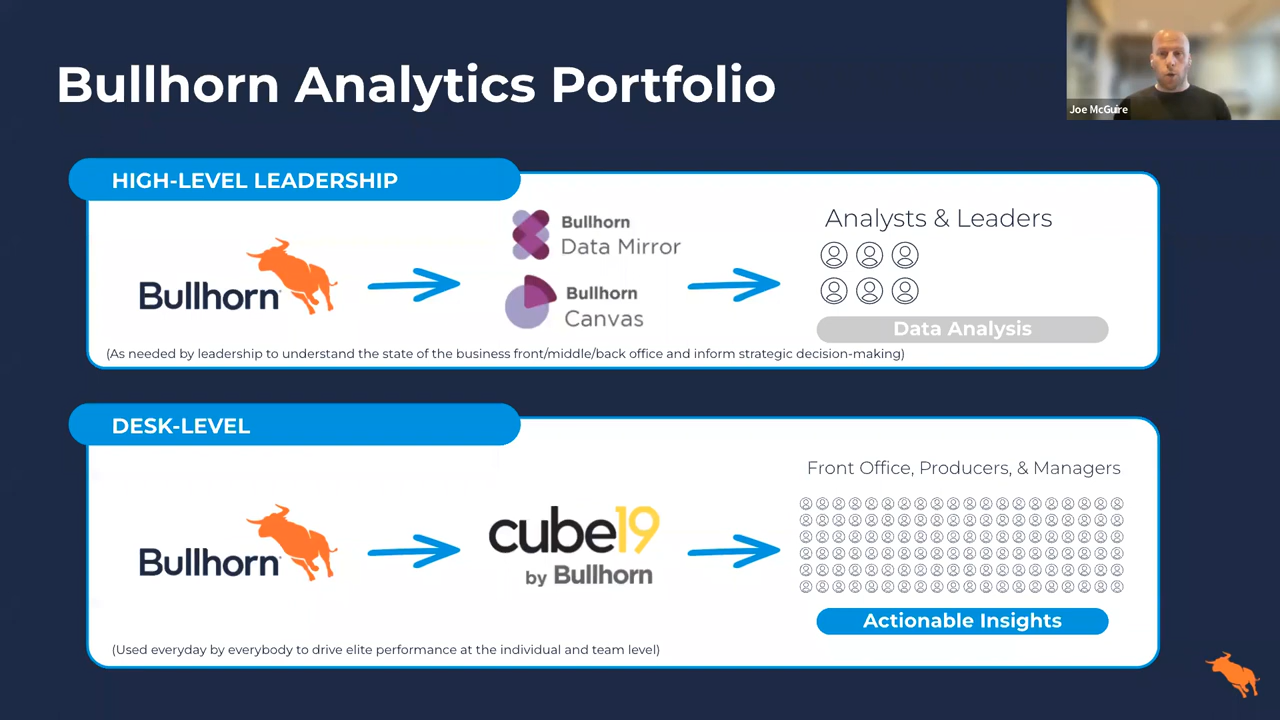 Bullhorn Analytics Portfolio
Joe McGuire
HIGH-LEVEL LEADERSHIP
Bullhorn
Bullhorn
Data Mirror
Bullhorn
Canvas
Analysts & Leaders
Data Analysis
(As needed by leadership to understand the state of the business front/middle/back office and inform strategic decision-making)
DESK-LEVEL
Bullhorn
cube19
by Bullhorn
Front Office, Producers, & Managers
Actionable Insights
(Used everyday by everybody to drive elite performance at the individual and team level)